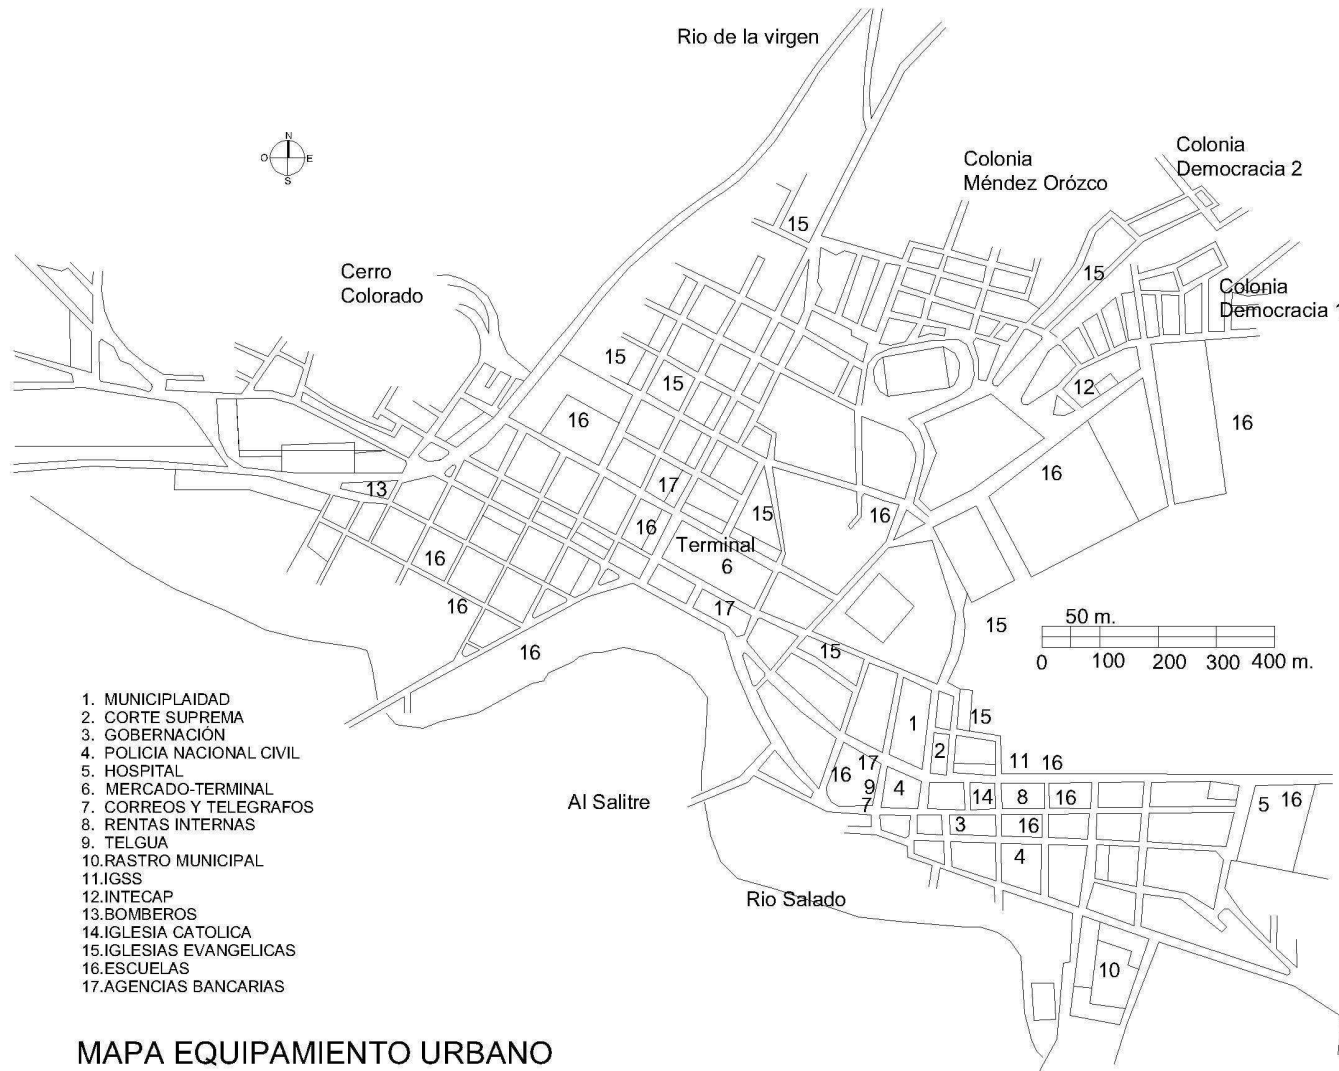 Rio de la virgen
N
O
E
S
Colonia
Democracia 2
Colonia
Méndez Orózco
15
Cerro
Colorado
15
Colonia
Democracia 1
15
15
12
16
16
16
17
13
15
16
16
Terminal
16
6
16
17
15
50 m.
0
100
200
300
400 m.
16
15
1. MUNICIPLAIDAD
2. CORTE SUPREMA
3. GOBERNACIÓN
4. POLICIA NACIONAL CIVIL
5. HOSPITAL
6. MERCADO-TERMINAL
7. CORREOS Y TELEGRAFOS
8. RENTAS INTERNAS
9. TELGUA
10.RASTRO MUNICIPAL
11.IGSS
12.INTECAP
13.BOMBEROS
14.IGLESIA CATOLICA
15.IGLESIAS EVANGELICAS
16.ESCUELAS
17.AGENCIAS BANCARIAS
15
1
2
11
16
17
16
9
4
7
14
8
16
5
16
Al Salitre
3
16
4
Rio Salado
10
MAPA EQUIPAMIENTO URBANO